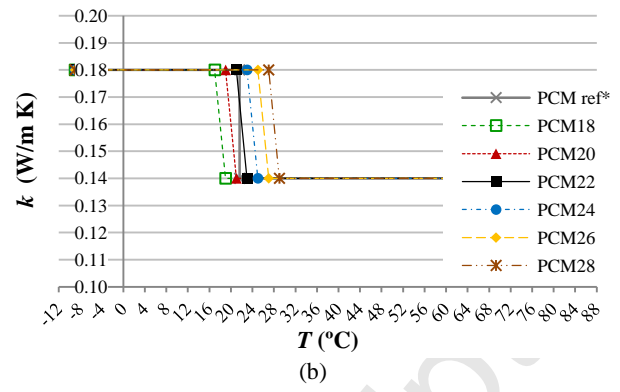 0.20
0.19
0.18
0.17
0.16
0.15
0.14
0.13
0.12
0.11
0.10
k (W/m K)
-12 -8 -4 0 4 8 12 16 20 24 28 32 36 40 44 48 52 56 60 64 68 72 76 80 84 88
T (ºC)
PCM ref*
PCM18
PCM20
PCM22
PCM24
PCM26
PCM28
(b)